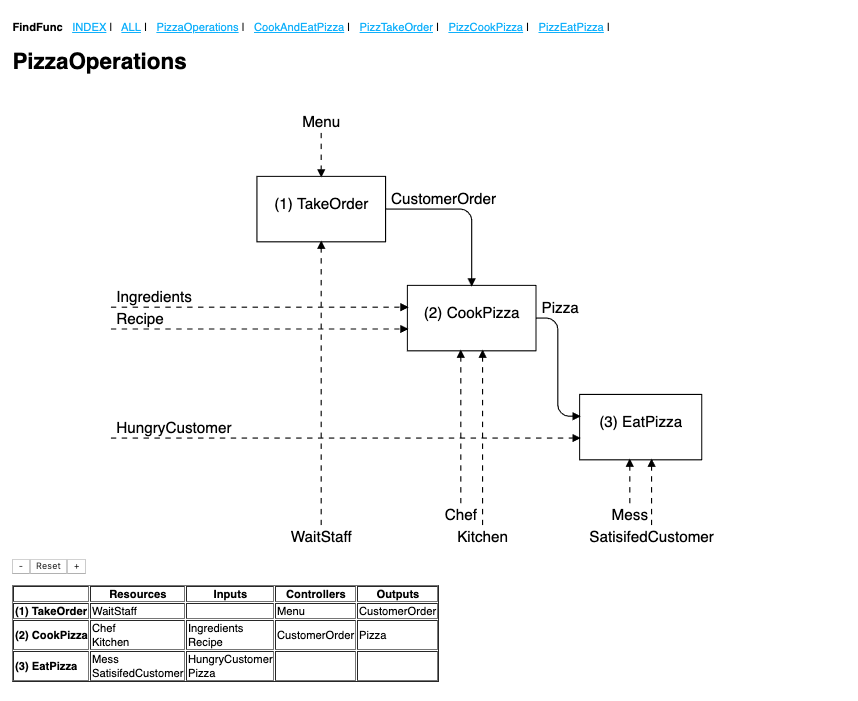 FindFunc INDEX | ALL | PizzaOperations | CookAndEatPizza | PizzTakeOrder | PizzCookPizza | PizzEatPizza |
PizzaOperations
Menu
(1) TakeOrder
CustomerOrder
Ingredients
Recipe
(2) CookPizza
Pizza
HungryCustomer
(3) EatPizza
Chef
Mess
WaitStaff
Kitchen
SatisifedCustomer
- Reset +
Resources Inputs Controllers Outputs
(1) TakeOrder WaitStaff Menu CustomerOrder
(2) CookPizza Chef Ingredients CustomerOrder Pizza
Kitchen Recipe
(3) EatPizza Mess HungryCustomer
SatisifedCustomer Pizza